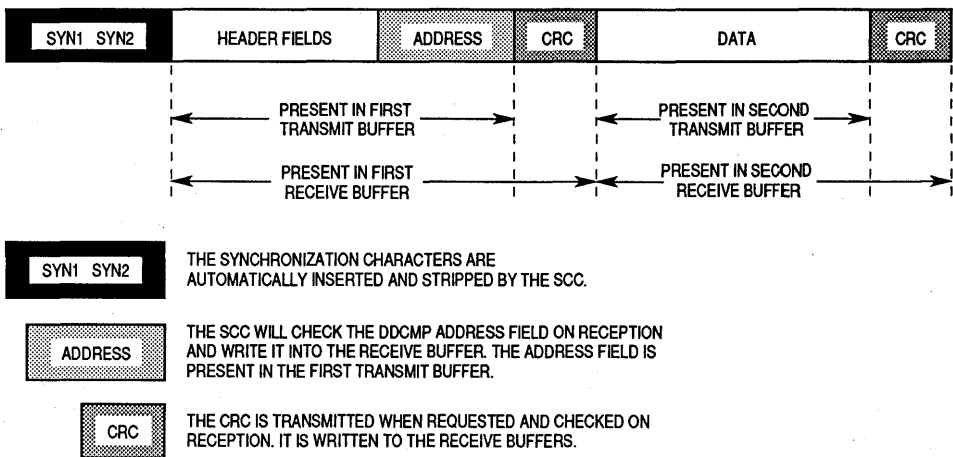 SYN1 SYN2 HEADER FIELDS ADDRESS CRC DATA CRC
PRESENT IN FIRST
TRANSMIT BUFFER
PRESENT IN SECOND
TRANSMIT BUFFER
PRESENT IN FIRST
RECEIVE BUFFER
PRESENT IN SECOND
RECEIVE BUFFER
SYN1 SYN2
THE SYNCHRONIZATION CHARACTERS ARE
AUTOMATICALLY INSERTED AND STRIPPED BY THE SCC.
ADDRESS
THE SCC WILL CHECK THE DDCMP ADDRESS FIELD ON RECEPTION
AND WRITE IT INTO THE RECEIVE BUFFER. THE ADDRESS FIELD IS
PRESENT IN THE FIRST TRANSMIT BUFFER.
CRC
THE CRC IS TRANSMITTED WHEN REQUESTED AND CHECKED ON
RECEPTION. IT IS WRITTEN TO THE RECEIVE BUFFERS.